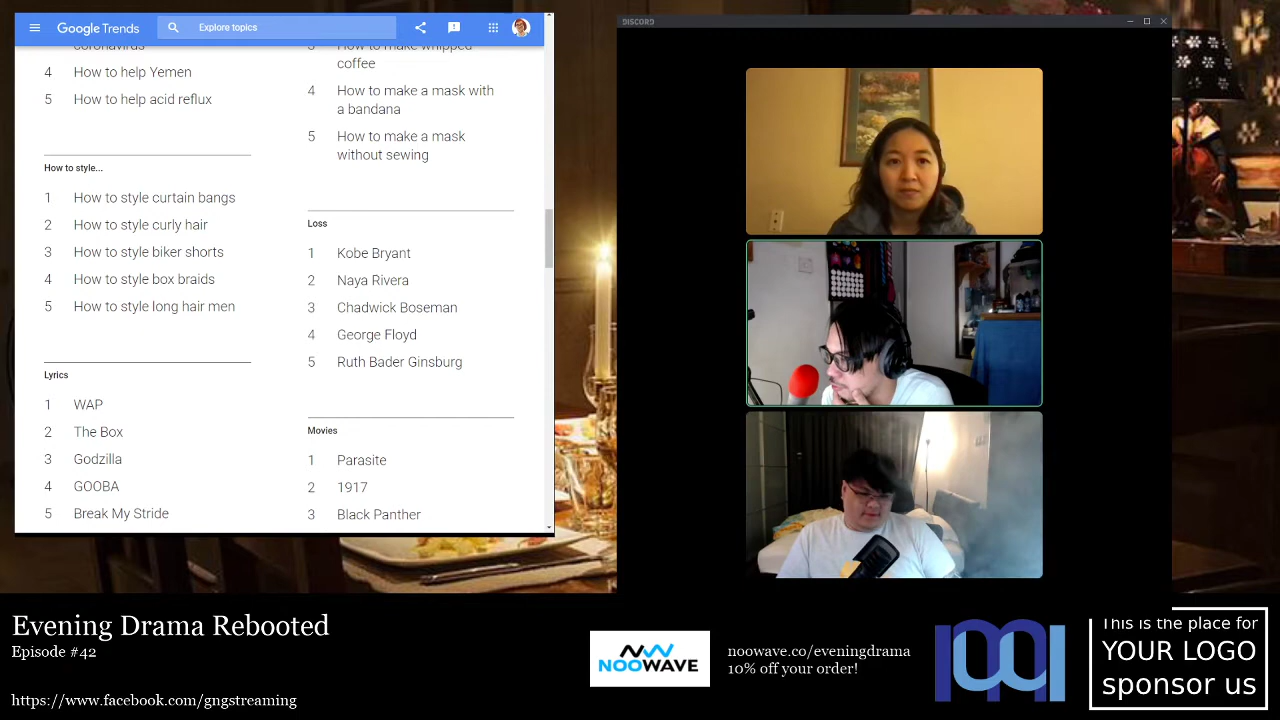 Google Trends
Explore topics
coronavirus
4 How to help Yemen
5 How to help acid reflux
How to style...
1 How to style curtain bangs
2 How to style curly hair
3 How to style biker shorts
4 How to style box braids
5 How to style long hair men
Lyrics
1 WAP
2 The Box
3 Godzilla
4 GOOBA
5 Break My Stride
3 How to make whipped
coffee
4 How to make a mask with
a bandana
5 How to make a mask
without sewing
Loss
1 Kobe Bryant
2 Naya Rivera
3 Chadwick Boseman
4 George Floyd
5 Ruth Bader Ginsburg
Movies
1 Parasite
2 1917
3 Black Panther
DISCORD
Evening Drama Rebooted
Episode #42
https://www.facebook.com/gngstreaming
NOOWAVE
noowave.co/eveningdrama
10% off your order!
This is the place for
YOUR LOGO
sponsor us